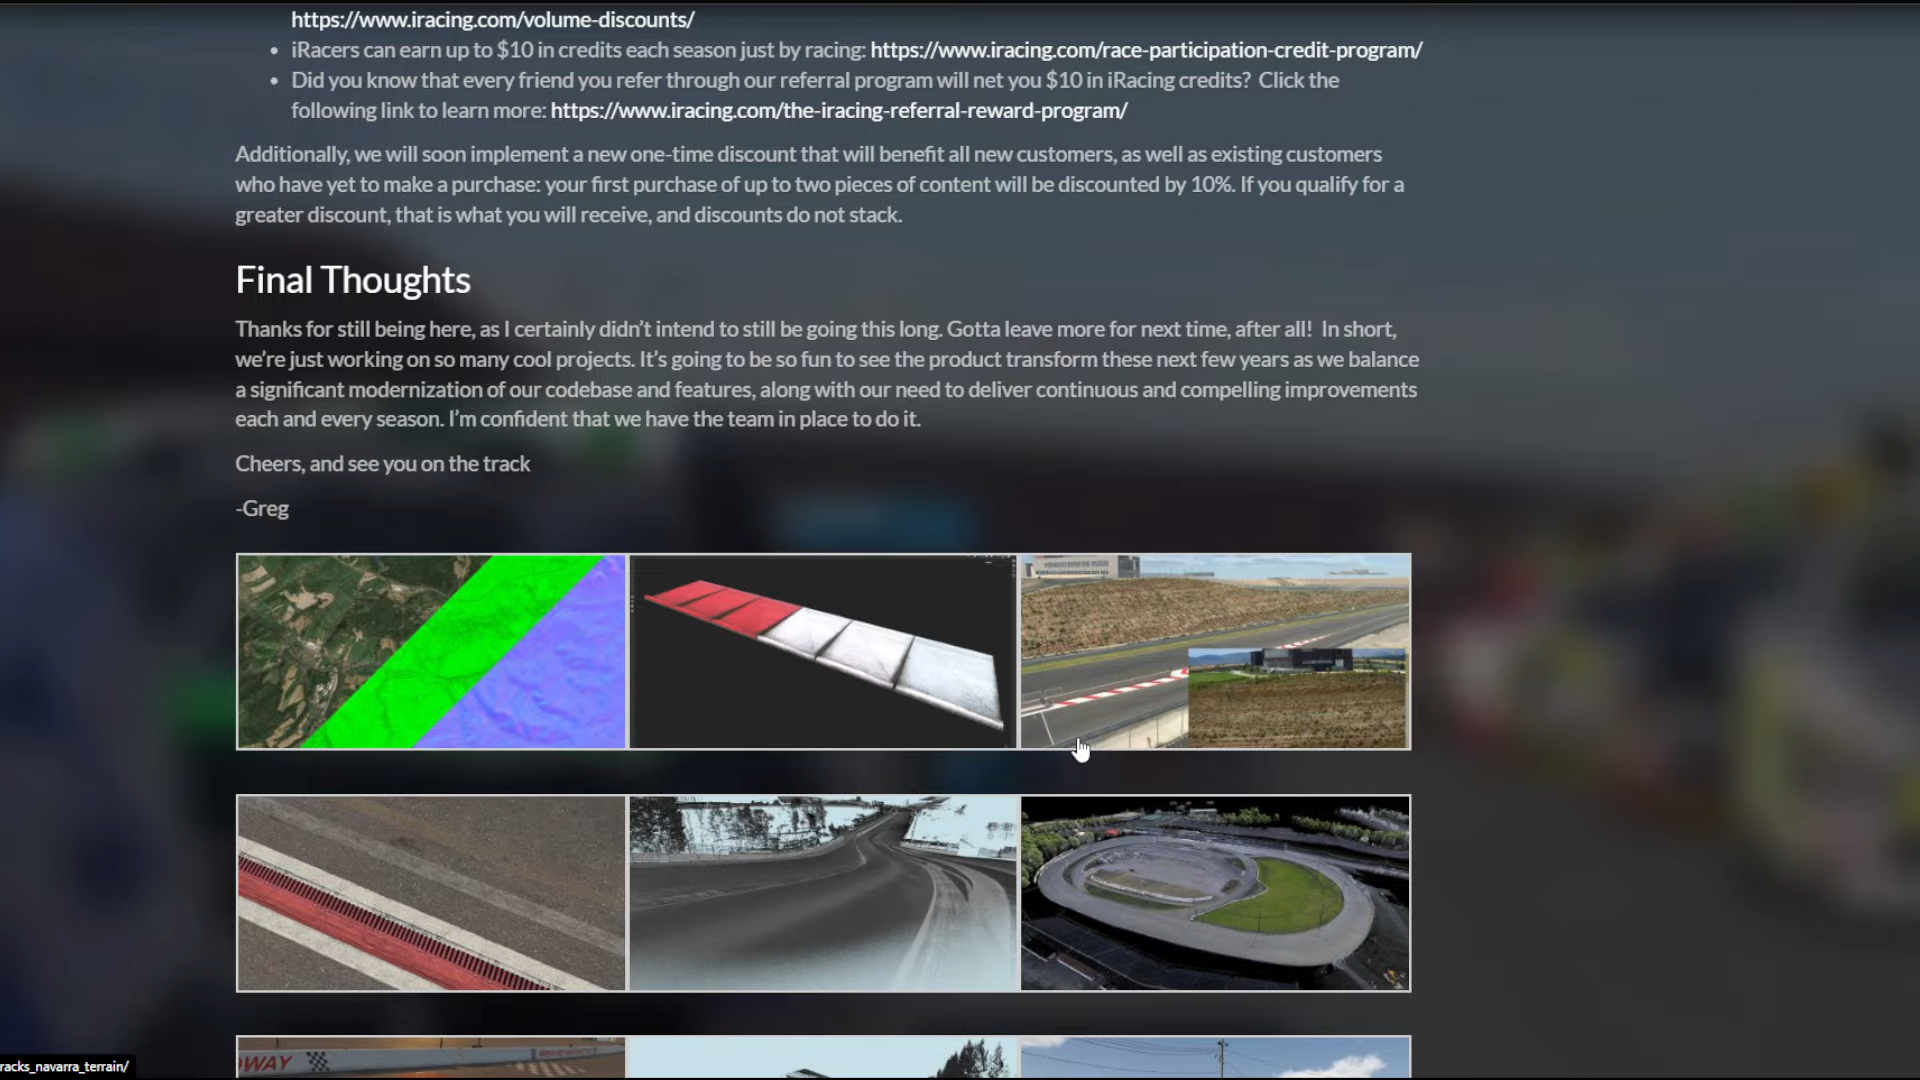 https://www.iracing.com/volume-discounts/
• iRacers can earn up to $10 in credits each season just by racing: https://www.iracing.com/race-participation-credit-program/
• Did you know that every friend you refer through our referral program will net you $10 in iRacing credits?  Click the
following link to learn more: https://www.iracing.com/the-iracing-referral-reward-program/
Additionally, we will soon implement a new one-time discount that will benefit all new customers, as well as existing customers
who have yet to make a purchase: your first purchase of up to two pieces of content will be discounted by 10%. If you qualify for a
greater discount, that is what you will receive, and discounts do not stack.
Final Thoughts
Thanks for still being here, as I certainly didn’t intend to still be going this long. Gotta leave more for next time, after all!  In short,
we’re just working on so many cool projects. It’s going to be so fun to see the product transform these next few years as we balance
a significant modernization of our codebase and features, along with our need to deliver continuous and compelling improvements
each and every season. I’m confident that we have the team in place to do it.
Cheers, and see you on the track
-Greg
WAY
racks_navarra_terrain/